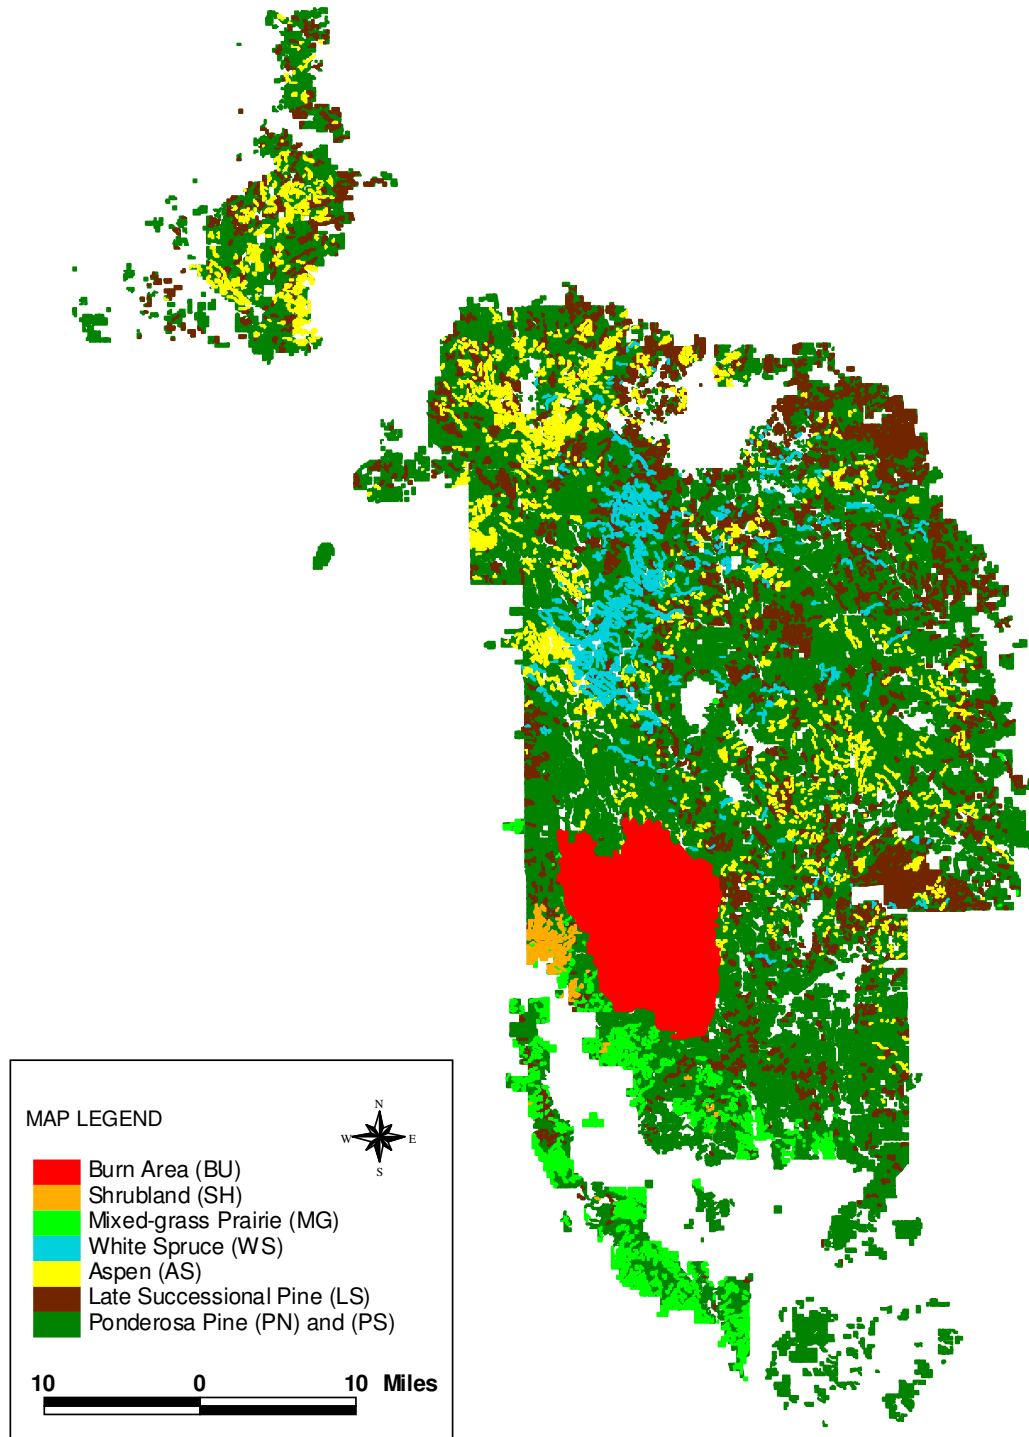 MAP LEGEND
N
W E
S
Burn Area (BU)
Shrubland (SH)
Mixed-grass Prairie (MG)
White Spruce (WS)
Aspen (AS)
Late Successional Pine (LS)
Ponderosa Pine (PN) and (PS)
10 0 10 Miles